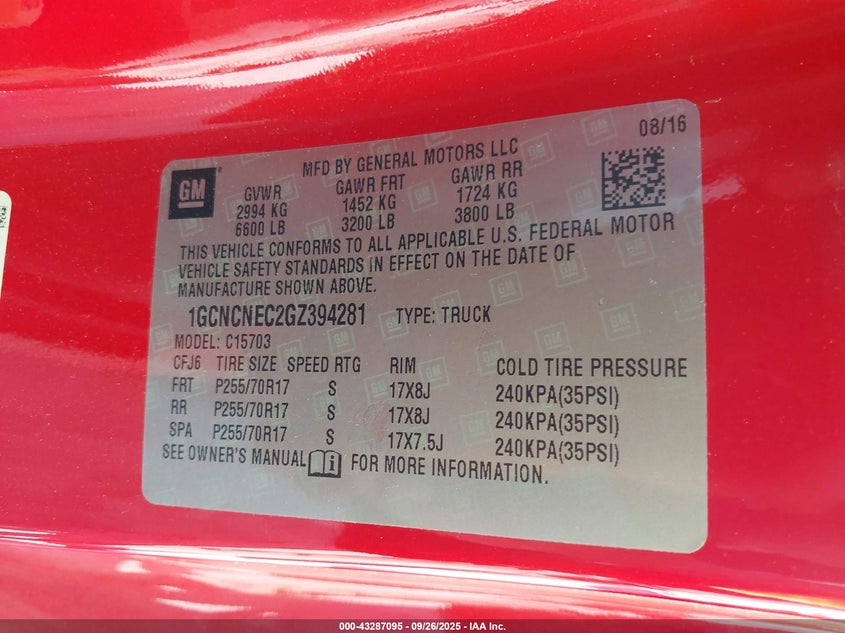 08/16
MFD BY GENERAL MOTORS LLC
GM
GVWR GAWR FRT GAWR RR
2994 KG 1452 KG 1724 KG
6600 LB 3200 LB 3800 LB
THIS VEHICLE CONFORMS TO ALL APPLICABLE U.S. FEDERAL MOTOR
VEHICLE SAFETY STANDARDS IN EFFECT ON THE DATE OF
MANUFACTURE SHOWN ABOVE.
1GCNCNEC2GZ394281 TYPE: TRUCK
MODEL: C15703
CFJ6 TIRE SIZE SPEED RTG RIM COLD TIRE PRESSURE
FRT P255/70R17 S 17X8J 240KPA(35PSI)
RR P255/70R17 S 17X8J 240KPA(35PSI)
SPA P255/70R17 S 17X7.5J 240KPA(35PSI)
SEE OWNER'S MANUAL FOR MORE INFORMATION.
000-43287095 - 09/26/2025 - IAA Inc.